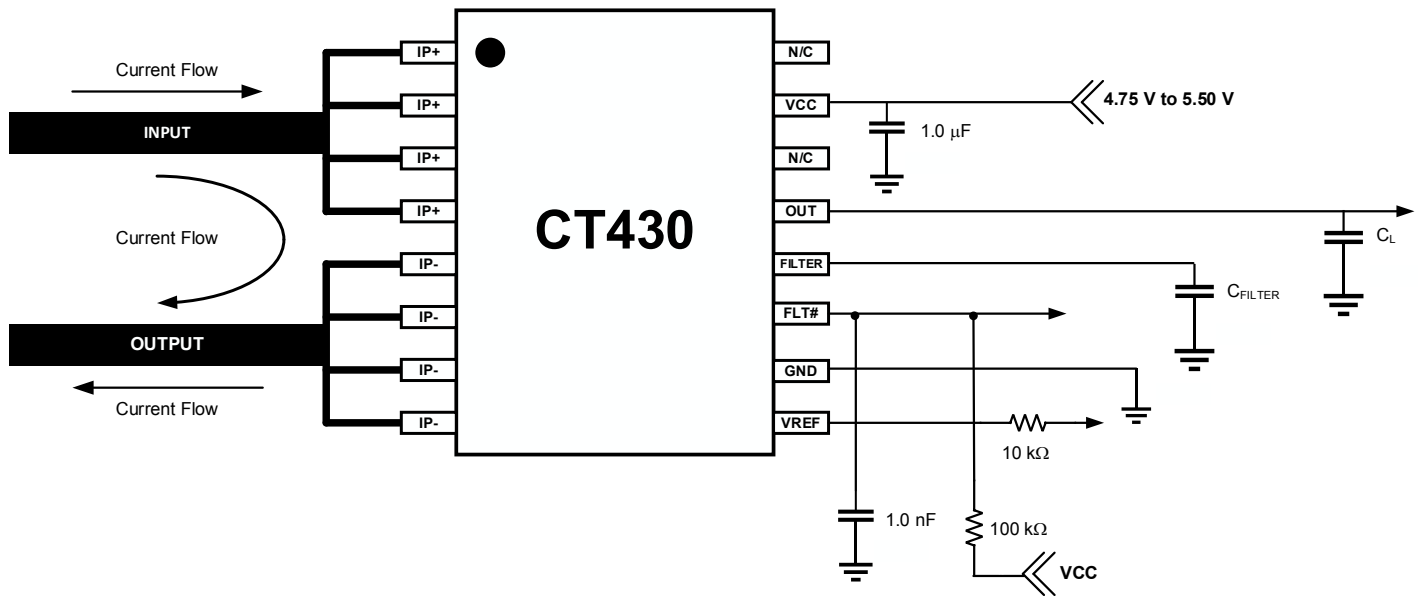 Current Flow
INPUT
Current Flow
OUTPUT
Current Flow
IP+
IP+
IP+
IP+
IP-
IP-
IP-
IP-
CT430
N/C
VCC
N/C
OUT
FILTER
FLT#
GND
VREF
4.75 V to 5.50 V
1.0 μF
C_L
C_FILTER
10 kΩ
1.0 nF
100 kΩ
VCC